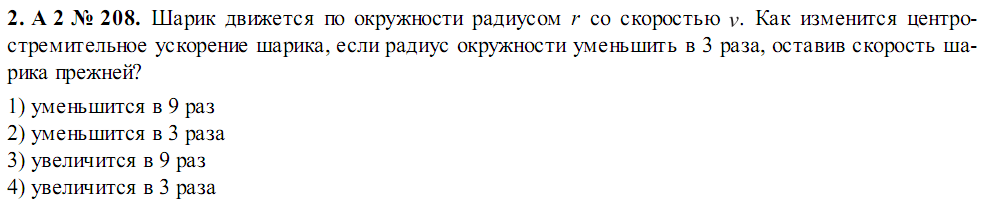 2. А 2 № 208. Шарик движется по окружности радиусом r со скоростью v. Как изменится центро-
стремительное ускорение шарика, если радиус окружности уменьшить в 3 раза, оставив скорость ша-
рика прежней?
1) уменьшится в 9 раз
2) уменьшится в 3 раза
3) увеличится в 9 раз
4) увеличится в 3 раза